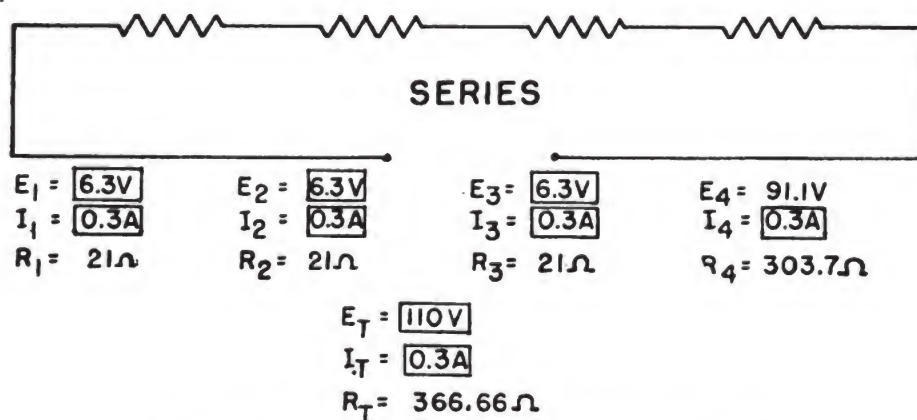 SERIES
E1 = 6.3V E2 = 6.3V E3 = 6.3V E4 = 91.1V
I1 = 0.3A I2 = 0.3A I3 = 0.3A I4 = 0.3A
R1 = 21Ω R2 = 21Ω R3 = 21Ω R4 = 303.7Ω
ET = 110V
IT = 0.3A
RT = 366.66Ω